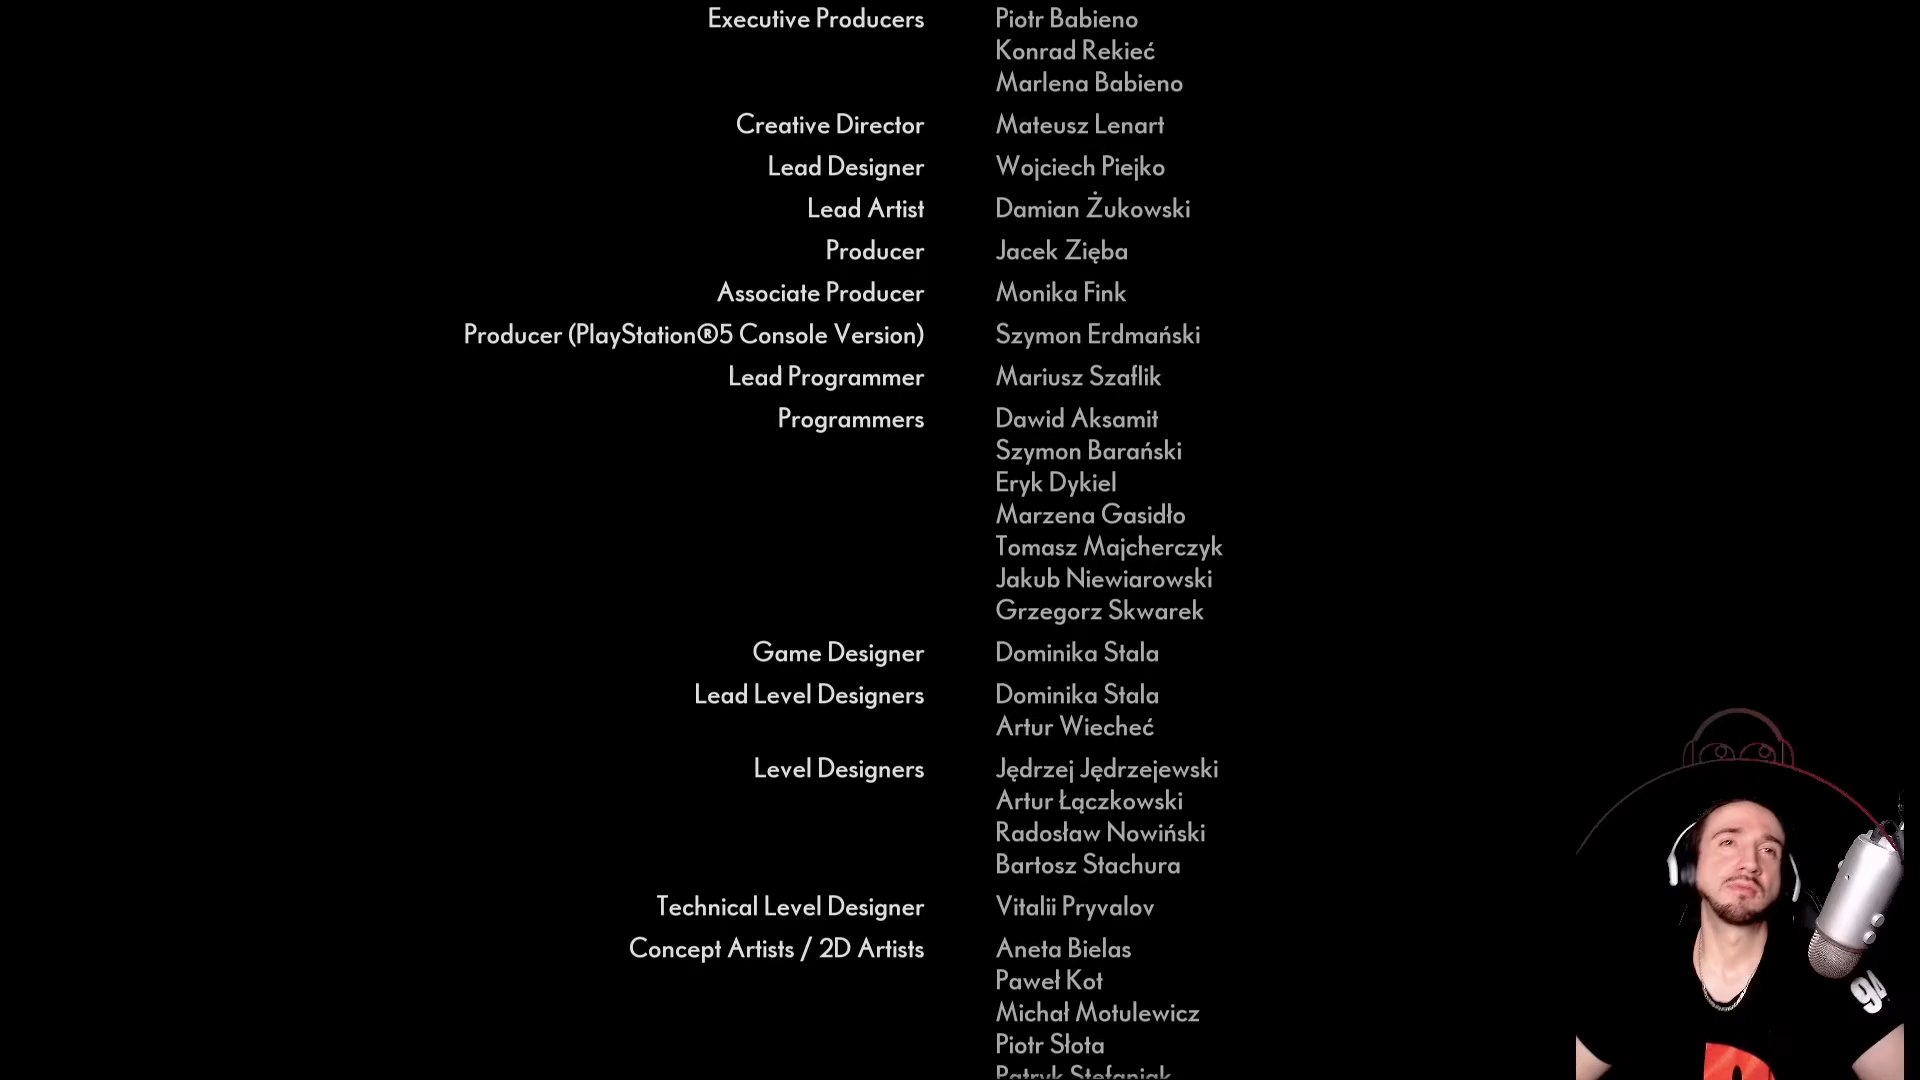 Executive Producers Piotr Babieno
Konrad Rekieć
Marlena Babieno
Creative Director Mateusz Lenart
Lead Designer Wojciech Piejko
Lead Artist Damian Żukowski
Producer Jacek Zięba
Associate Producer Monika Fink
Producer (PlayStation®5 Console Version) Szymon Erdmański
Lead Programmer Mariusz Szaflik
Programmers Dawid Aksamit
Szymon Barański
Eryk Dykiel
Marzena Gasidło
Tomasz Majcherczyk
Jakub Niewiarowski
Grzegorz Skwarek
Game Designer Dominika Stala
Lead Level Designers Dominika Stala
Artur Wiecheć
Level Designers Jędrzej Jędrzejewski
Artur Łączkowski
Radosław Nowiński
Bartosz Stachura
Technical Level Designer Vitalii Pryvalov
Concept Artists / 2D Artists Aneta Bielas
Paweł Kot
Michał Motulewicz
Piotr Słota
Patryk Stefaniak
94